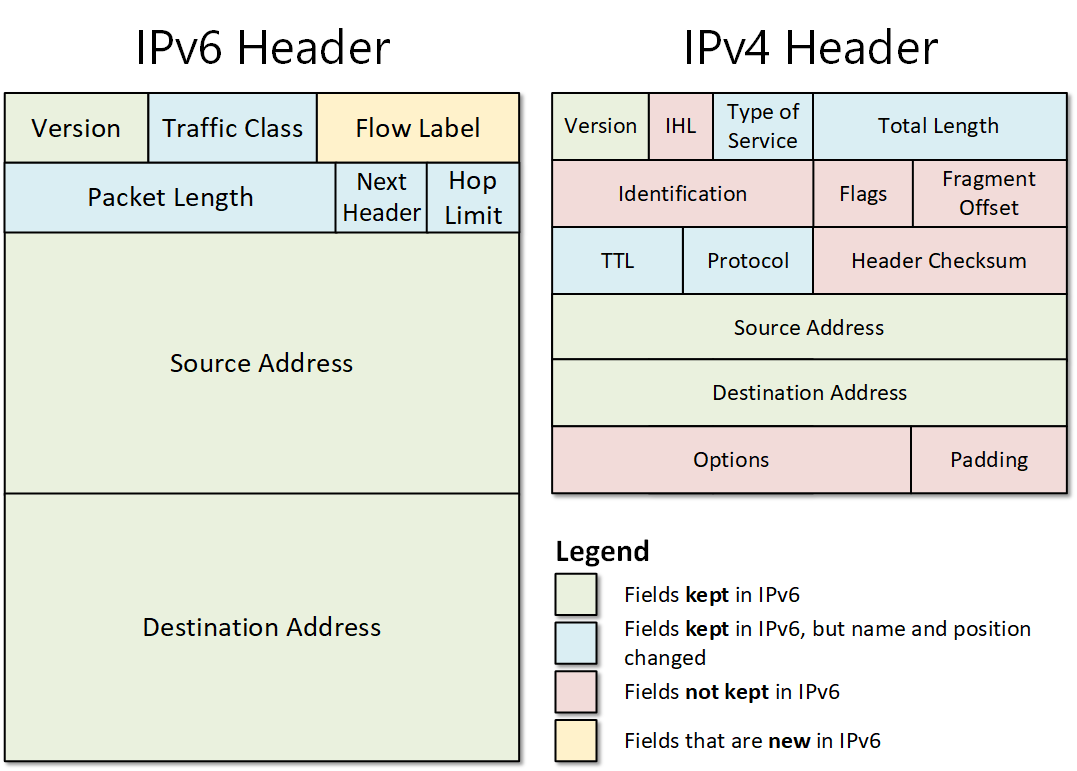 IPv6 Header
Version
Traffic Class
Flow Label
Packet Length
Next
Header
Hop
Limit
Source Address
Destination Address
IPv4 Header
Version
IHL
Type of
Service
Total Length
Identification
Flags
Fragment
Offset
TTL
Protocol
Header Checksum
Source Address
Destination Address
Options
Padding
Legend
Fields kept in IPv6
Fields kept in IPv6, but name and position
changed
Fields not kept in IPv6
Fields that are new in IPv6